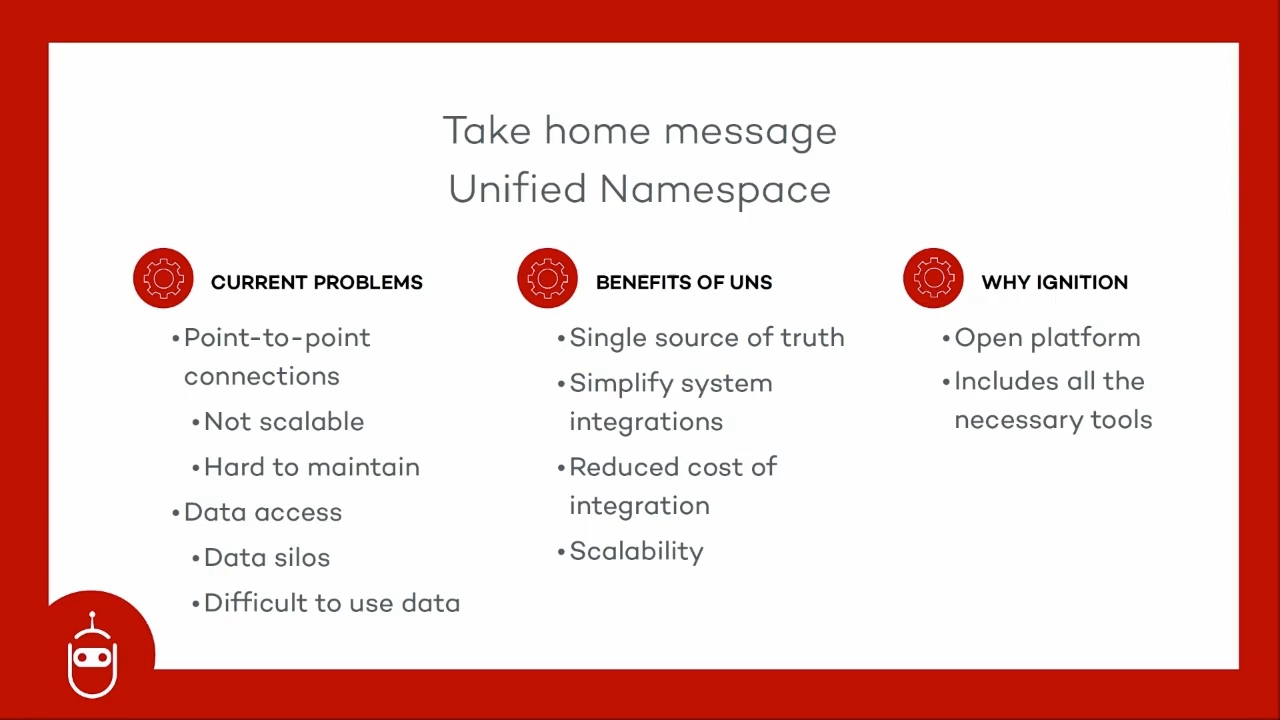 Take home message
Unified Namespace
CURRENT PROBLEMS
•Point-to-point
connections
•Not scalable
•Hard to maintain
•Data access
•Data silos
•Difficult to use data
BENEFITS OF UNS
•Single source of truth
•Simplify system
integrations
•Reduced cost of
integration
•Scalability
WHY IGNITION
•Open platform
•Includes all the
necessary tools